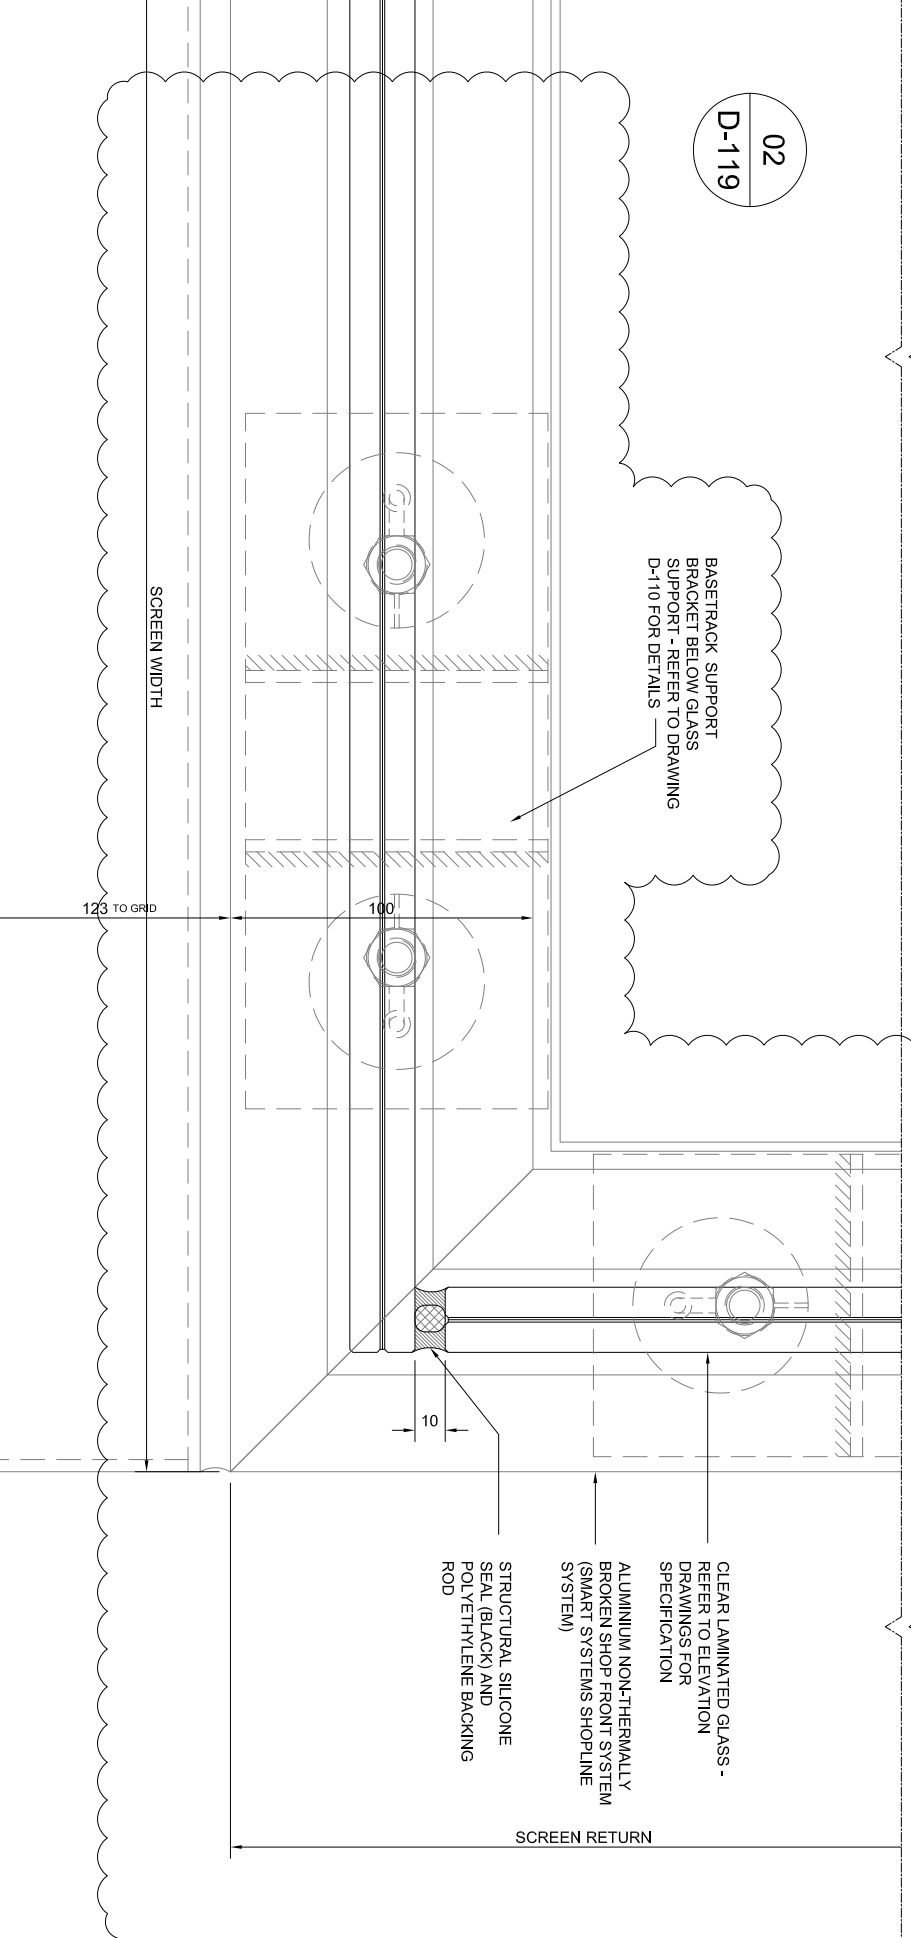 02
D-119
BASETRACK SUPPORT
BRACKET BELOW GLASS
SUPPORT - REFER TO DRAWING
D-110 FOR DETAILS
SCREEN WIDTH
123 TO GRID
100
10
CLEAR LAMINATED GLASS -
REFER TO ELEVATION
DRAWINGS FOR
SPECIFICATION
ALUMINIUM NON-THERMALLY
BROKEN SHOP FRONT SYSTEM
(SMART SYSTEMS SHOPLINE
SYSTEM)
STRUCTURAL SILICONE
SEAL (BLACK) AND
POLYETHYLENE BACKING
ROD
SCREEN RETURN